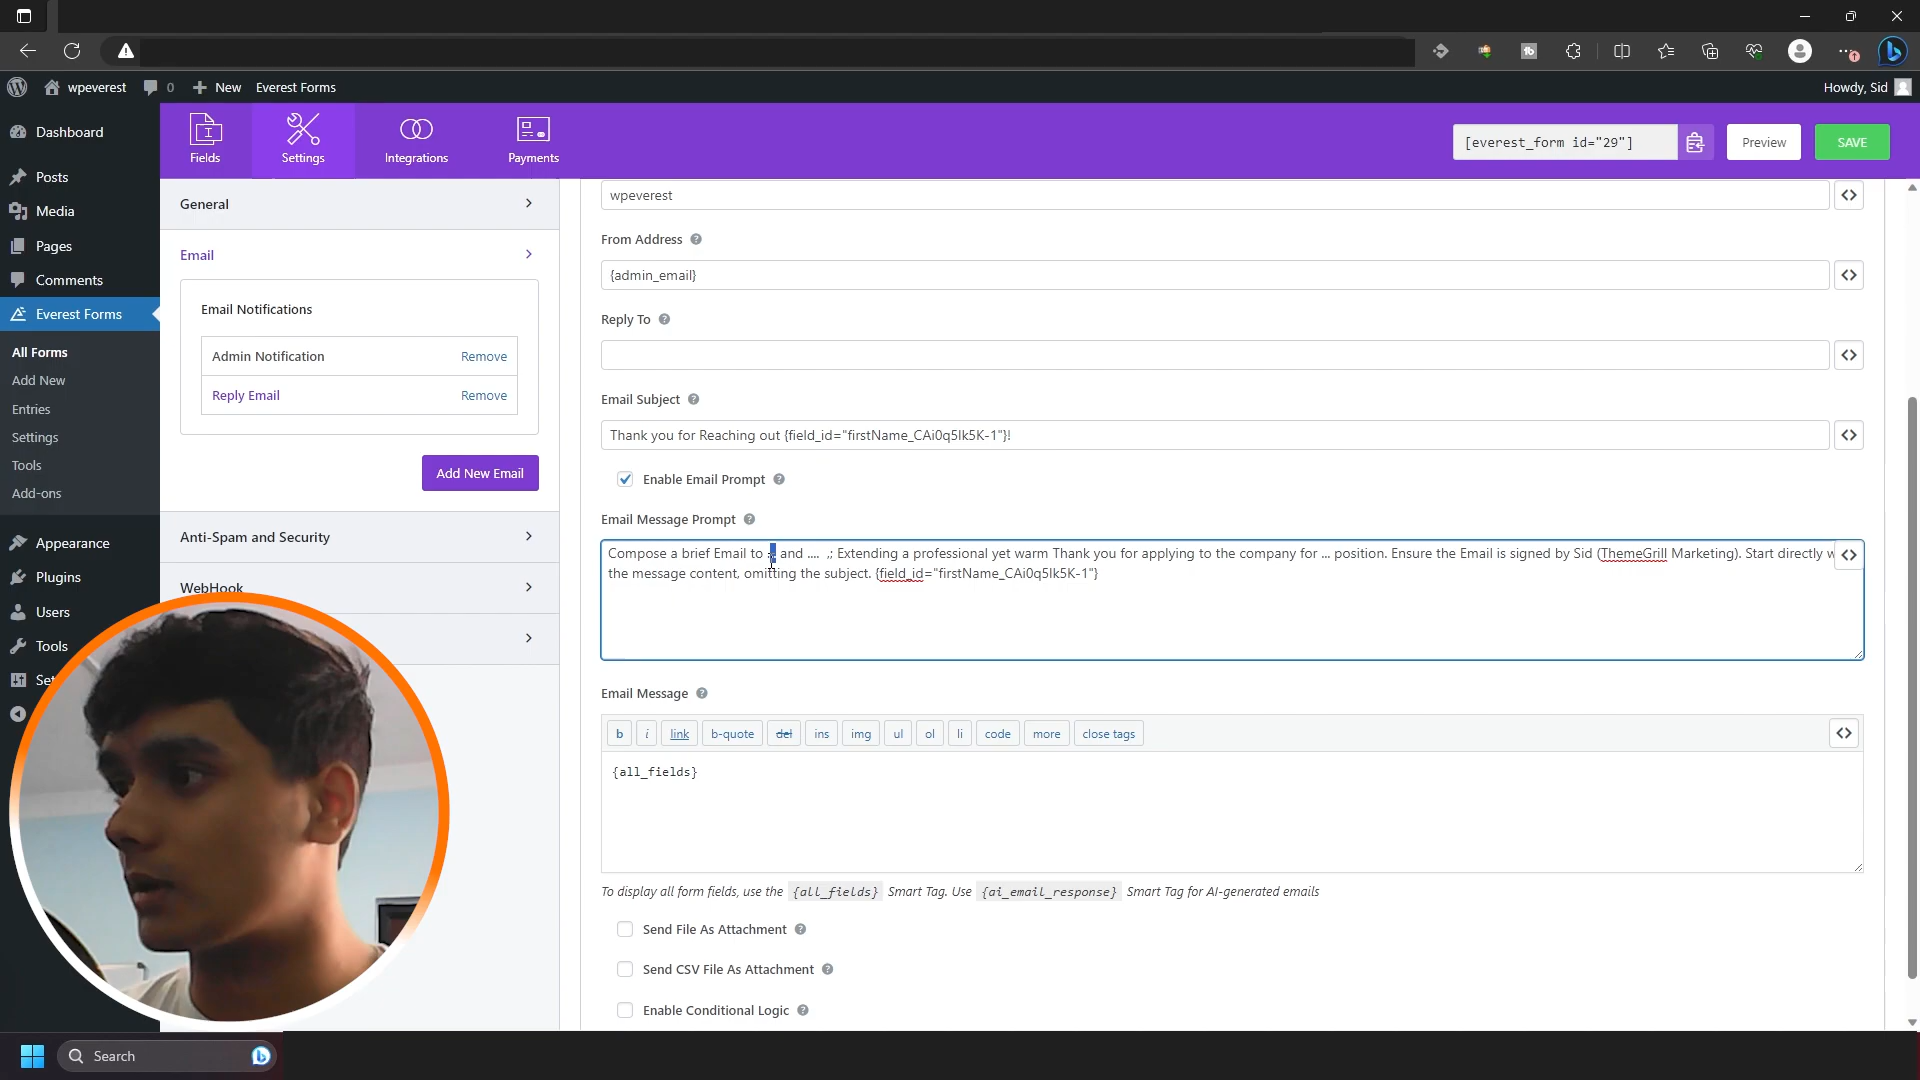 wpeverest
0
New
Everest Forms
Howdy, Sid
Dashboard
Posts
Media
Pages
Comments
Everest Forms
All Forms
Add New
Entries
Settings
Tools
Add-ons
Appearance
Plugins
Users
Tools
Fields
Settings
Integrations
Payments
[everest_form id="29"]
Preview
SAVE
General
Email
Email Notifications
Admin Notification Remove
Reply Email Remove
Add New Email
Anti-Spam and Security
WebHook
wpeverest
From Address
{admin_email}
Reply To
Email Subject
Thank you for Reaching out {field_id="firstName_CAi0q5lk5K-1"}!
Enable Email Prompt
Email Message Prompt
Compose a brief Email to and .... ,; Extending a professional yet warm Thank you for applying to the company for ... position. Ensure the Email is signed by Sid (ThemeGrill Marketing). Start directly
the message content, omitting the subject. {field_id="firstName_CAi0q5lk5K-1"}
Email Message
b i link b-quote del ins img ul ol li code more close tags
{all_fields}
To display all form fields, use the {all_fields} Smart Tag. Use {ai_email_response} Smart Tag for AI-generated emails
Send File As Attachment
Send CSV File As Attachment
Enable Conditional Logic
Search